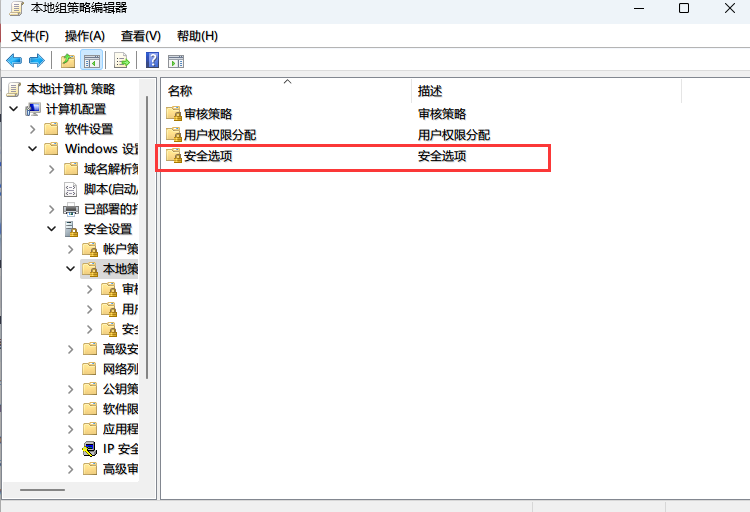 本地组策略编辑器
文件(F) 操作(A) 查看(V) 帮助(H)
本地计算机 策略
计算机配置
软件设置
Windows 设
域名解析策
脚本(启动/
已部署的打
安全设置
帐户策
本地策
审核
用户
安全
高级安
网络列
公钥策
软件限
应用程
IP 安全
高级审
名称 描述
审核策略 审核策略
用户权限分配 用户权限分配
安全选项 安全选项